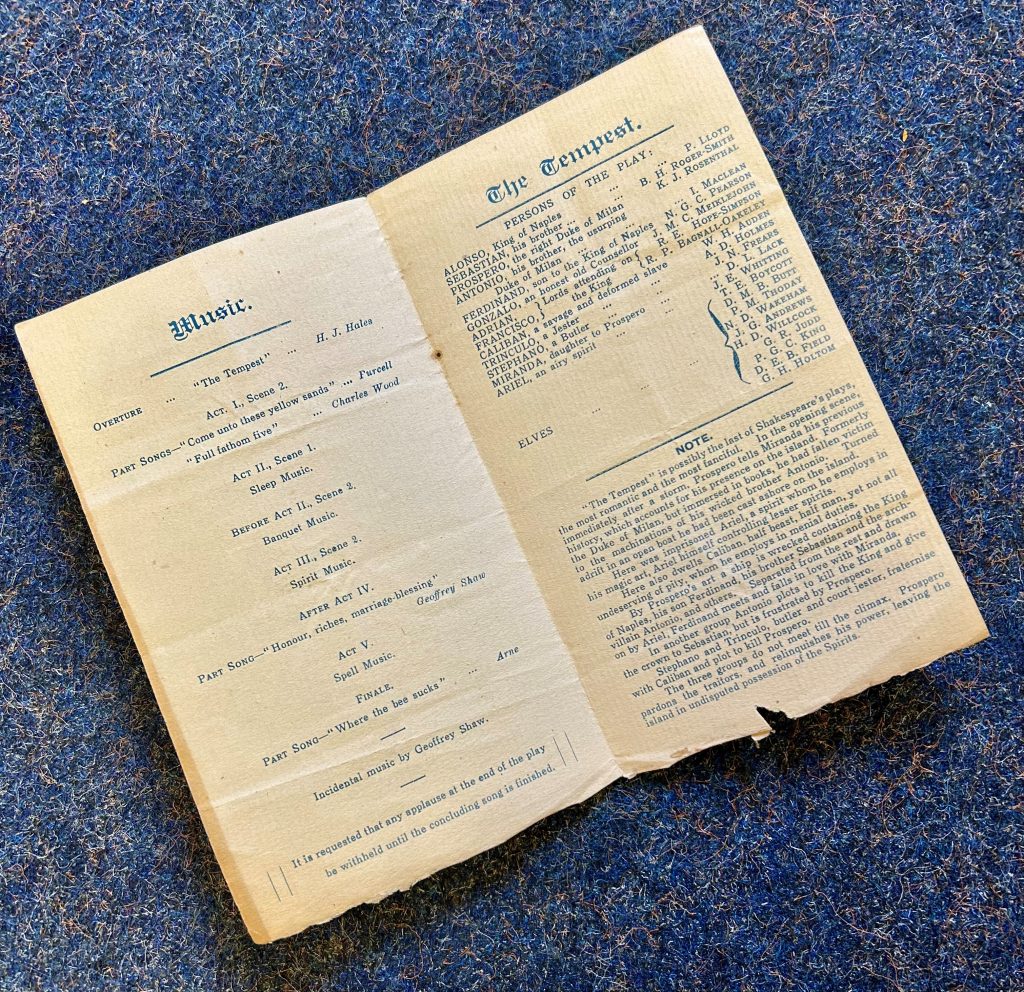 Music.
OVERTURE ... "The Tempest" ... H. J. Hales
ACT. I., Scene 2.
PART SONGS—"Come unto these yellow sands" ... Purcell
"Full fathom five" ... Charles Wood
ACT II., Scene 1.
Sleep Music.
BEFORE ACT II., Scene 2.
Banquet Music.
ACT III., Scene 2.
Spirit Music.
AFTER ACT IV.
PART SONG—"Honour, riches, marriage-blessing"
Geoffrey Shaw
ACT V.
Spell Music.
FINALE.
PART SONG—"Where the bee sucks" ... Arne
Incidental music by Geoffrey Shaw.
It is requested that any applause at the end of the play
be withheld until the concluding song is finished.
The Tempest.
PERSONS OF THE PLAY:
ALONSO, King of Naples ... P. LLOYD
SEBASTIAN, his brother ... B. H. ROGER-SMITH
PROSPERO, the right Duke of Milan ... K. J. ROSENTHAL
ANTONIO, his brother, the usurping
Duke of Milan ... I. MACLEAN
FERDINAND, son to the King of Naples N. G. C. PEARSON
GONZALO, an honest old Counsellor M. C. MEIKLEJOHN
ADRIAN, } Lords attending on { R. E. HOPE-SIMPSON
FRANCISCO, } the King { R. P. BAGNALL OAKELEY
CALIBAN, a savage and deformed slave W. H. AUDEN
TRINCULO, a Jester ... A. D. HOLMES
STEPHANO, a Butler ... J. N. FREARS
MIRANDA, daughter to Prospero ... D. L. LACK
ARIEL, an airy spirit ... WHITTING
T. E. BOYCOTT
BUTT
P. M. THODAY
N. D. WAKEHAM
ELVES ... H. G. ANDREWS
WILLCOCK
JUDD
P. G. C. KING
D. E. B. FIELD
G. H. HOLTOM
NOTE.
"The Tempest" is possibly the last of Shakespeare's plays,
the most romantic and the most fanciful. In the opening scene,
immediately after a storm, Prospero tells Miranda his previous
history, which accounts for his presence on the island. Formerly
the Duke of Milan, but immersed in books, he had fallen victim
to the machinations of his wicked brother Antonio. Turned
adrift in an open boat he had been cast ashore on the island.
Here was imprisoned Ariel, a spirit whom he employs in
his magic art, Ariel himself controlling lesser spirits.
Here also dwells Caliban, half beast, half man, yet not all
undeserving of pity, whom he employs in menial duties.
By Prospero's art a ship is wrecked containing the King
of Naples, his son Ferdinand, his brother Sebastian and the arch-
villain Antonio, and others. Separated from the rest and drawn
on by Ariel, Ferdinand meets and falls in love with Miranda.
In another group Antonio plots to kill the King and give
the crown to Sebastian, but is frustrated by Prospero.
Stephano and Trinculo, butler and court jester, fraternise
with Caliban and plot to kill Prospero.
The three groups do not meet till the climax. Prospero
pardons the traitors, and relinquishes his power, leaving the
island in undisputed possession of the Spirits.